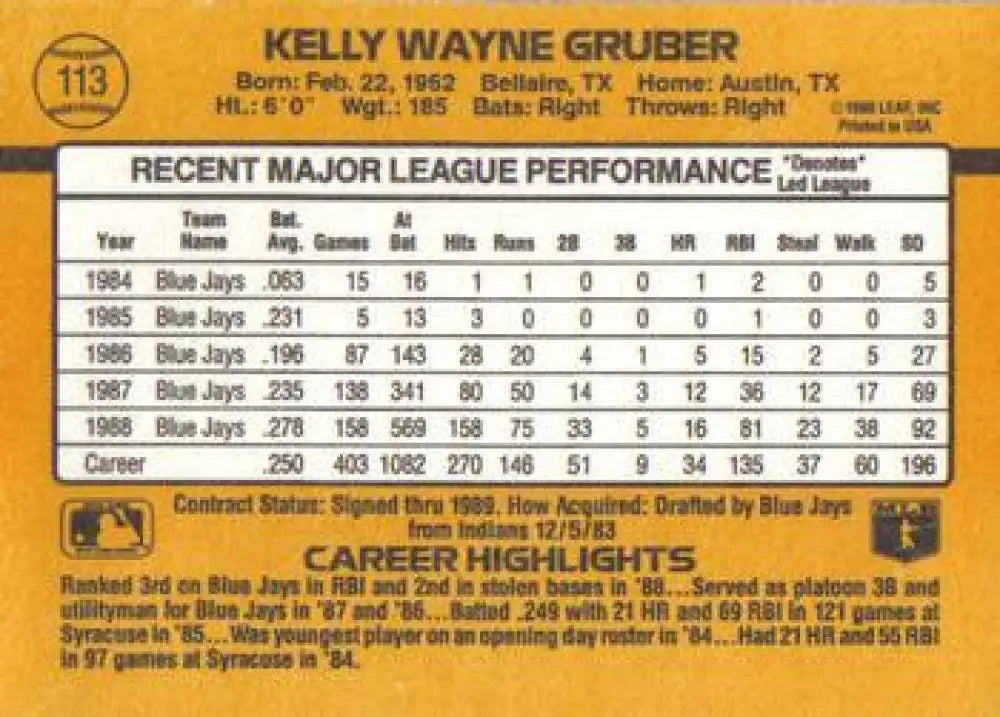 113
KELLY WAYNE GRUBER
Born: Feb. 22, 1962 Bellaire, TX Home: Austin, TX
Ht.: 6'0" Wgt.: 185 Bats: Right Throws: Right
© 1988 LEAF, INC
Printed in USA
RECENT MAJOR LEAGUE PERFORMANCE "Denotes" Led League
Year Team Name Bat. Avg. Games At Bat Hits Runs 2B 3B HR RBI Steal Walk SO
1984 Blue Jays .063 15 16 1 1 0 0 1 2 0 0 5
1985 Blue Jays .231 5 13 3 0 0 0 0 1 0 0 3
1986 Blue Jays .196 87 143 28 20 4 1 5 15 2 5 27
1987 Blue Jays .235 138 341 80 50 14 3 12 36 12 17 69
1988 Blue Jays .278 158 569 158 75 33 5 16 81 23 38 92
Career .250 403 1082 270 146 51 9 34 135 37 60 196
Contract Status: Signed thru 1989. How Acquired: Drafted by Blue Jays
from Indians 12/5/83
MLB
CAREER HIGHLIGHTS
Ranked 3rd on Blue Jays in RBI and 2nd in stolen bases in '88...Served as platoon 3B and
utilityman for Blue Jays in '87 and '86...Batted .249 with 21 HR and 69 RBI in 121 games at
Syracuse in '85...Was youngest player on an opening day roster in '84...Had 21 HR and 55 RBI
in 97 games at Syracuse in '84.